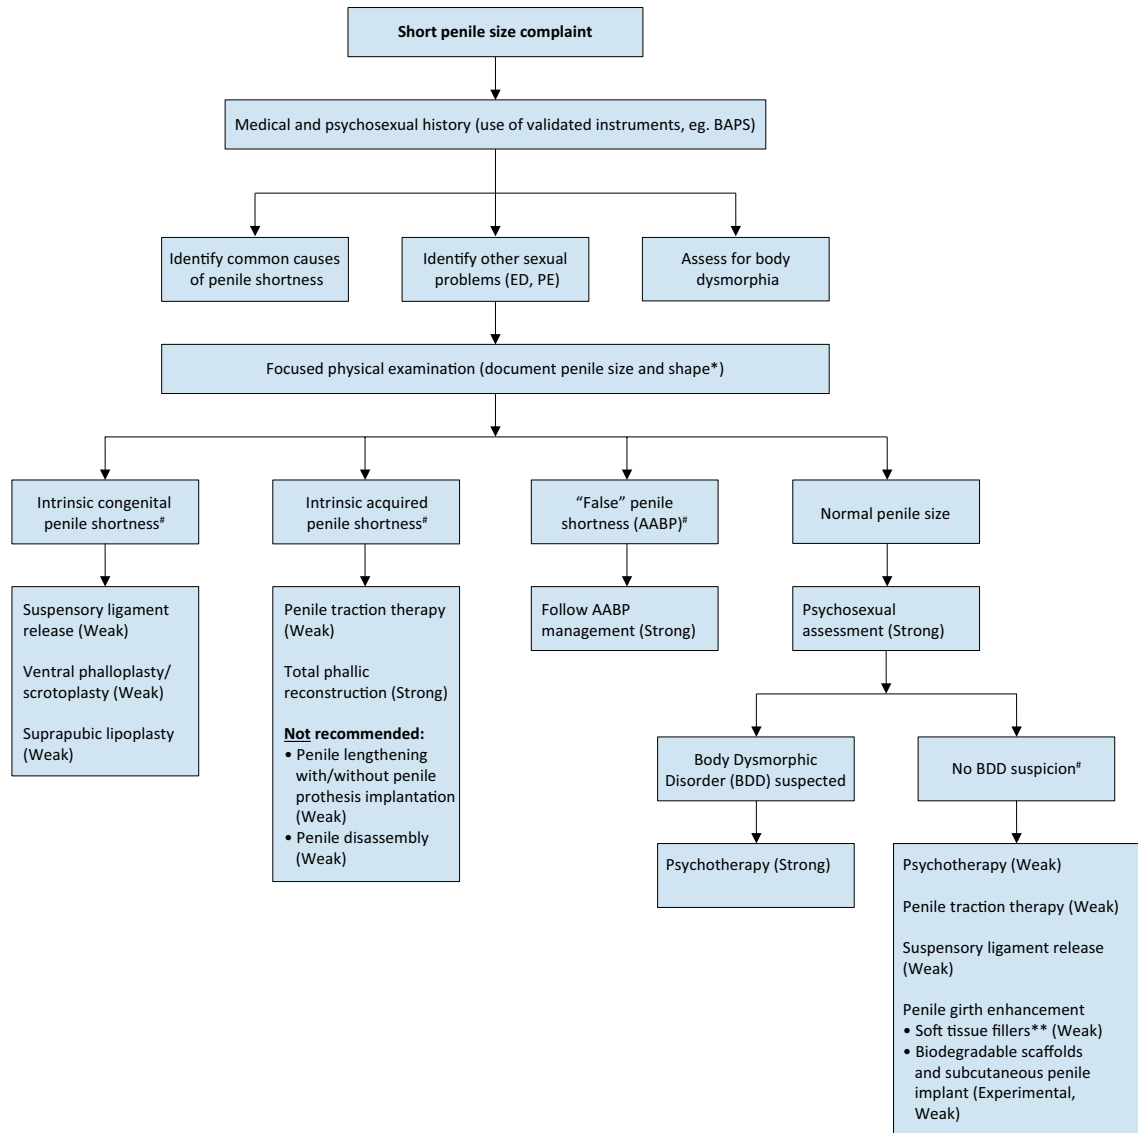 Short penile size complaint
Medical and psychosexual history (use of validated instruments, eg. BAPS)
Identify common causes
of penile shortness
Identify other sexual
problems (ED, PE)
Assess for body
dysmorphia
Focused physical examination (document penile size and shape*)
Intrinsic congenital
penile shortness#
Intrinsic acquired
penile shortness#
“False” penile
shortness (AABP)#
Normal penile size
Suspensory ligament
release (Weak)
Ventral phalloplasty/
scrotoplasty (Weak)
Suprapubic lipoplasty
(Weak)
Penile traction therapy
(Weak)
Total phallic
reconstruction (Strong)
Not recommended:
• Penile lengthening
with/without penile
prothesis implantation
(Weak)
• Penile disassembly
(Weak)
Follow AABP
management (Strong)
Psychosexual
assessment (Strong)
Body Dysmorphic
Disorder (BDD) suspected
No BDD suspicion#
Psychotherapy (Strong)
Psychotherapy (Weak)
Penile traction therapy (Weak)
Suspensory ligament release
(Weak)
Penile girth enhancement
• Soft tissue fillers** (Weak)
• Biodegradable scaffolds
and subcutaneous penile
implant (Experimental,
Weak)